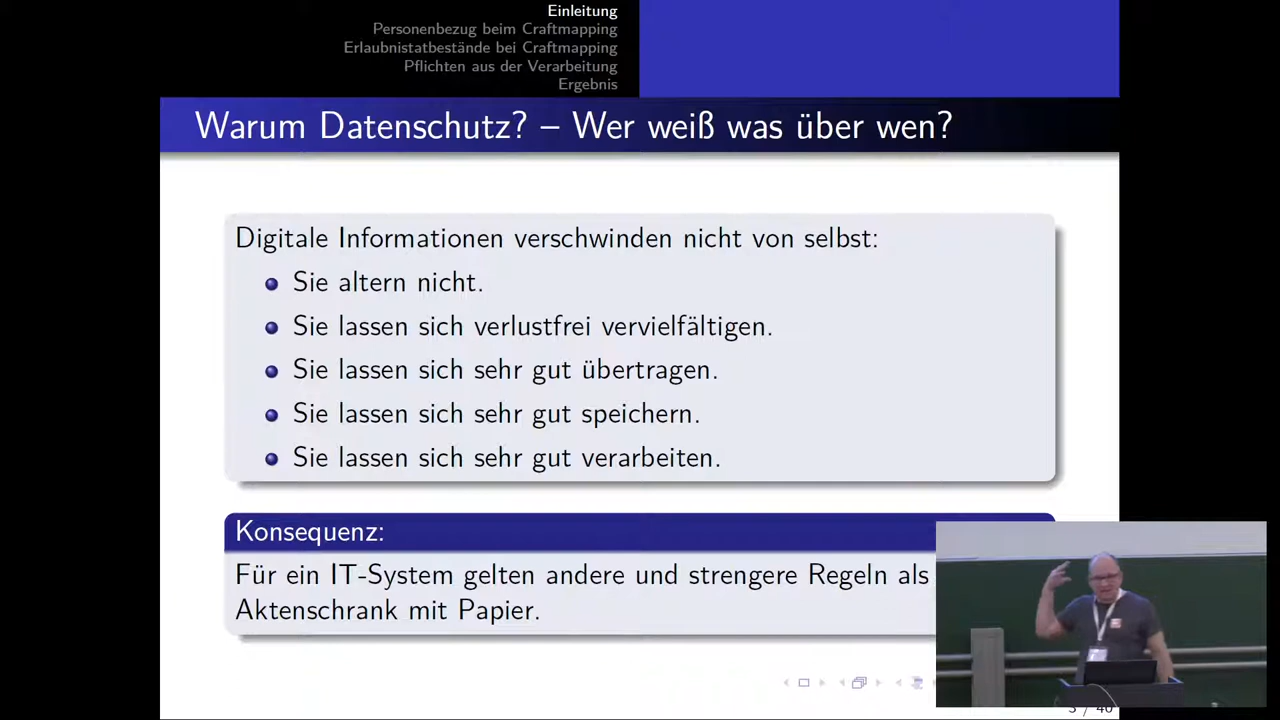 Einleitung
Personenbezug beim Craftmapping
Erlaubnistatbestände bei Craftmapping
Pflichten aus der Verarbeitung
Ergebnis
Warum Datenschutz? – Wer weiß was über wen?
Digitale Informationen verschwinden nicht von selbst:
Sie altern nicht.
Sie lassen sich verlustfrei vervielfältigen.
Sie lassen sich sehr gut übertragen.
Sie lassen sich sehr gut speichern.
Sie lassen sich sehr gut verarbeiten.
Konsequenz:
Für ein IT-System gelten andere und strengere Regeln als
Aktenschrank mit Papier.
3 / 40